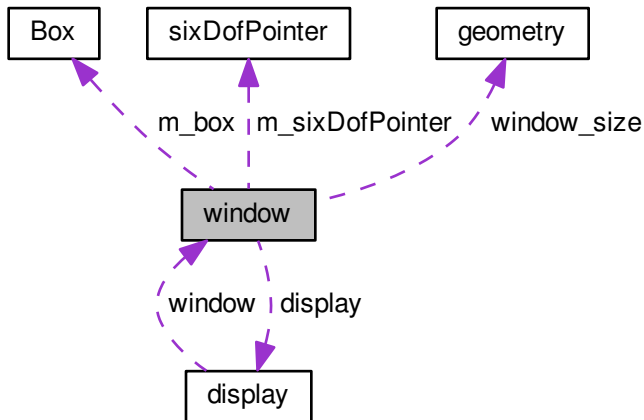 Box
sixDofPointer
geometry
m_box
m_sixDofPointer
window_size
window
window
display
display